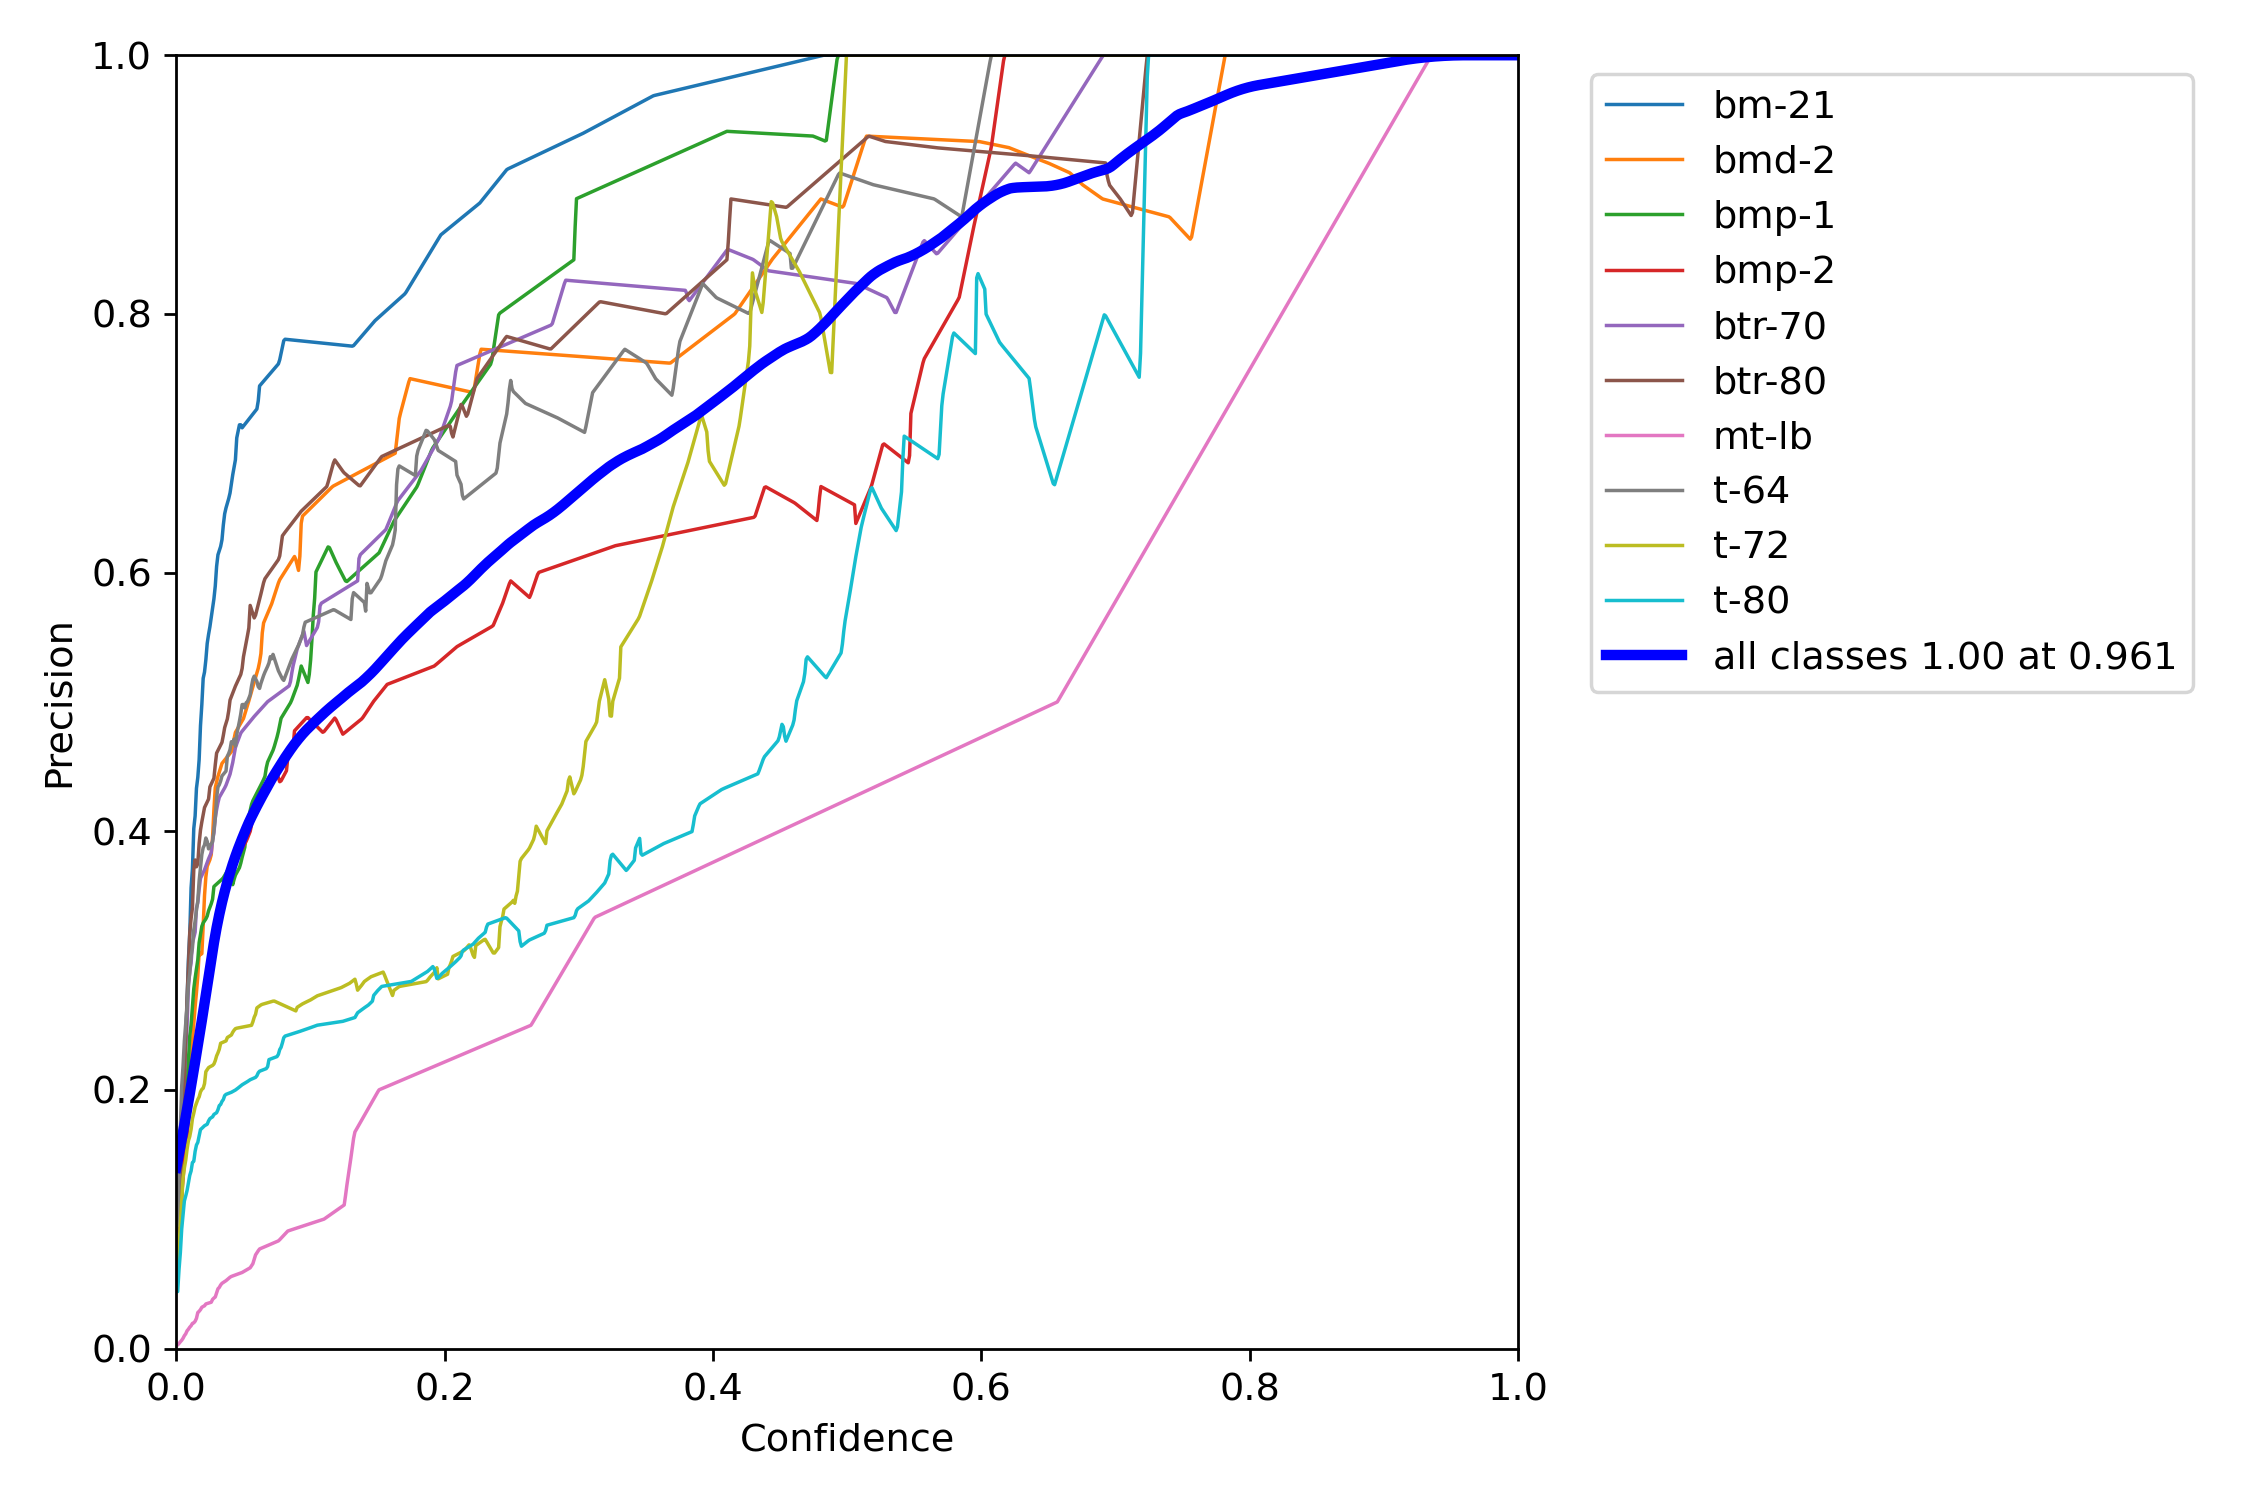 1.0
0.8
0.6
0.4
0.2
0.0
0.0 0.2 0.4 0.6 0.8 1.0
Precision
Confidence
bm-21
bmd-2
bmp-1
bmp-2
btr-70
btr-80
mt-lb
t-64
t-72
t-80
all classes 1.00 at 0.961